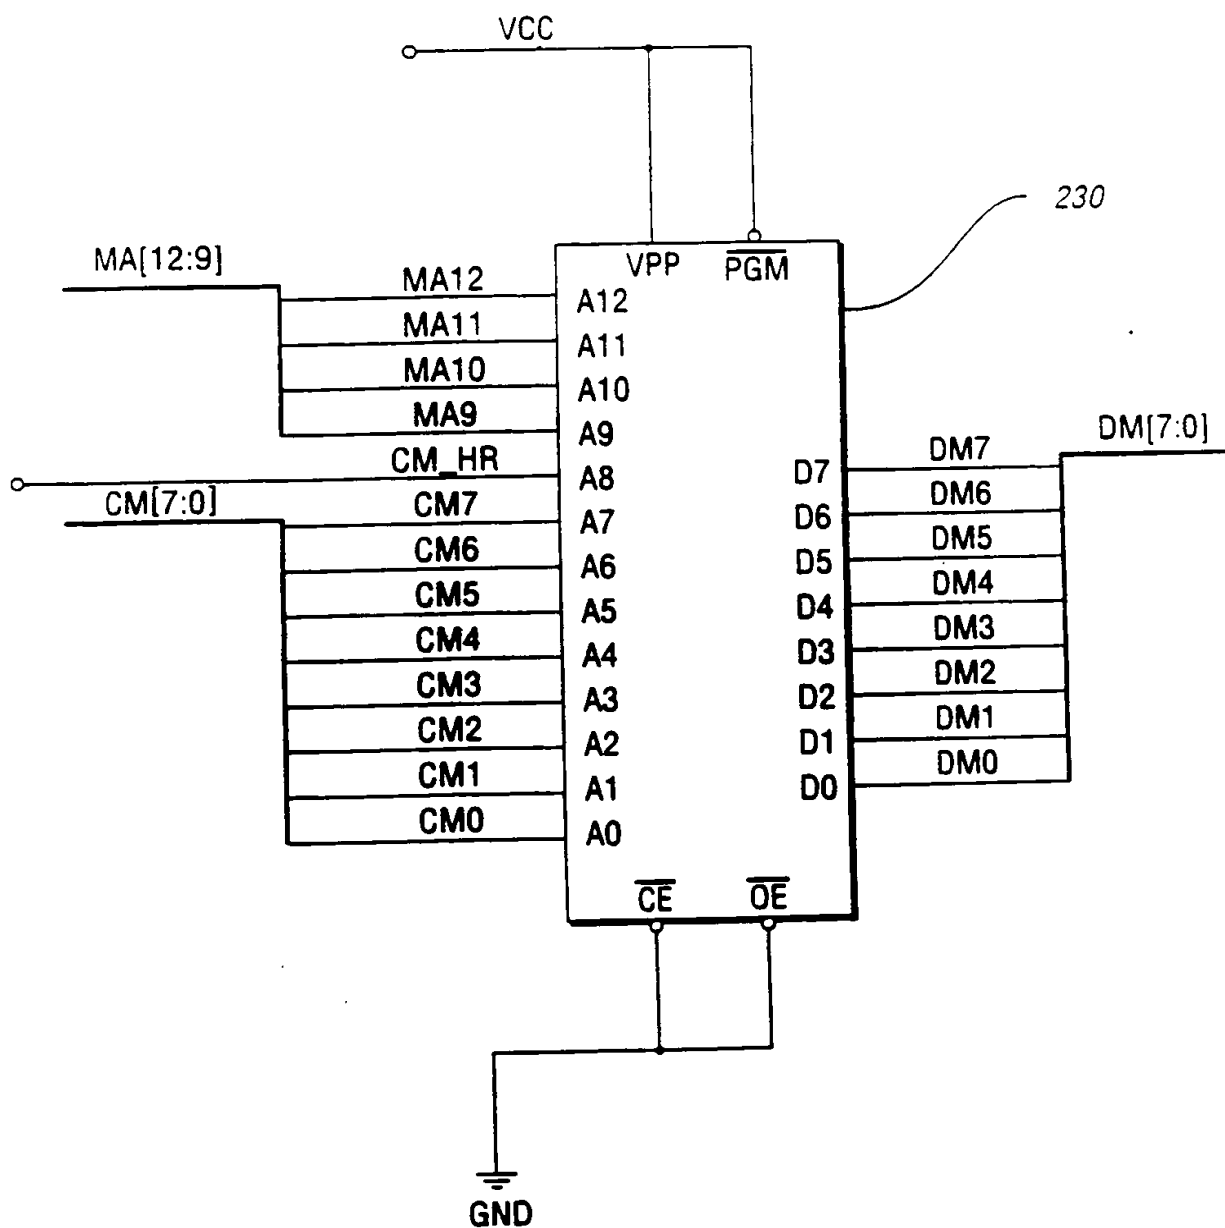 VCC
230
MA[12:9]
VPP
PGM
MA12
A12
MA11
A11
MA10
A10
MA9
A9
CM_HR
A8
CM[7:0]
CM7
A7
CM6
A6
CM5
A5
CM4
A4
CM3
A3
CM2
A2
CM1
A1
CM0
A0
D7
DM7
DM[7:0]
D6
DM6
D5
DM5
D4
DM4
D3
DM3
D2
DM2
D1
DM1
D0
DM0
CE
OE
GND